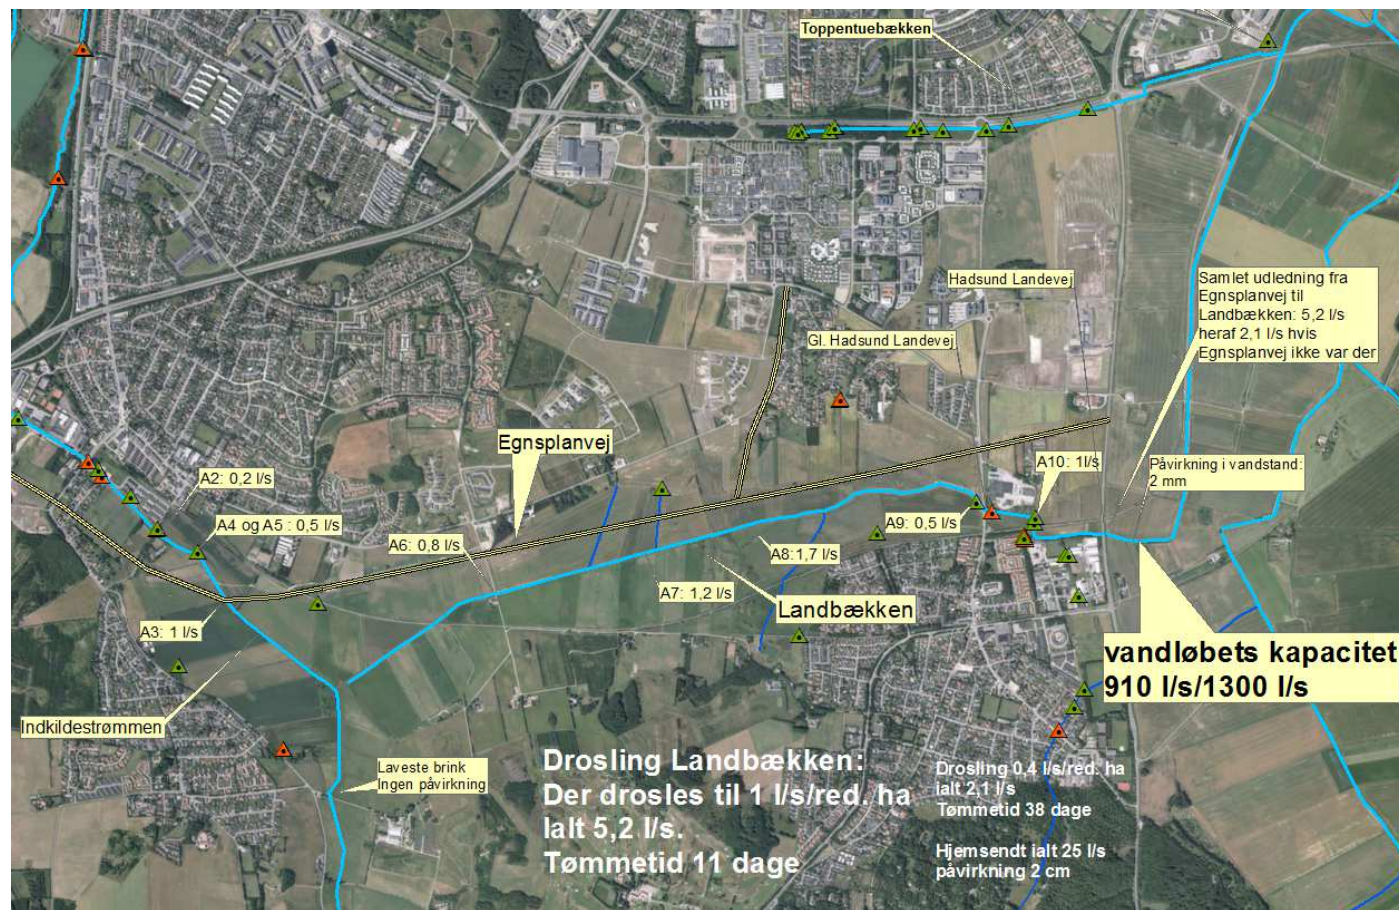 Toppentuebækken
Hadsund Landevej
Samlet udledning fra
Egnsplanvej til
Landbækken: 5,2 l/s
heraf 2,1 l/s hvis
Egnsplanvej ikke var der
Gl. Hadsund Landevej
Egnsplanvej
A2: 0,2 l/s
A10: 1l/s
Påvirkning i vandstand:
2 mm
A4 og A5 : 0,5 l/s
A6: 0,8 l/s
A9: 0,5 l/s
A8:1,7 l/s
A7: 1,2 l/s
Landbækken
A3: 1 l/s
vandløbets kapacitet
910 l/s/1300 l/s
Indkildestrømmen
Laveste brink
Ingen påvirkning
Drosling Landbækken:
Der drosles til 1 l/s/red. ha
Ialt 5,2 l/s.
Tømmetid 11 dage
Drosling 0,4 l/s/red. ha
ialt 2,1 l/s
Tømmetid 38 dage
Hjemsendt ialt 25 l/s
påvirkning 2 cm